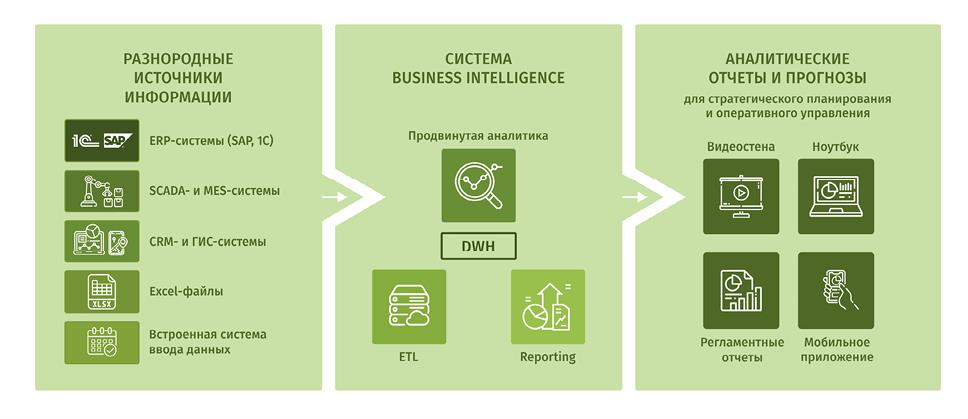 РАЗНОРОДНЫЕ
ИСТОЧНИКИ
ИНФОРМАЦИИ
1С SAP
ERP-системы (SAP, 1С)
SCADA- и MES-системы
CRM- и ГИС-системы
XLSX
Excel-файлы
Встроенная система
ввода данных
СИСТЕМА
BUSINESS INTELLIGENCE
Продвинутая аналитика
DWH
ETL
Reporting
АНАЛИТИЧЕСКИЕ
ОТЧЕТЫ И ПРОГНОЗЫ
для стратегического планирования
и оперативного управления
Видеостена
Ноутбук
Регламентные
отчеты
Мобильное
приложение